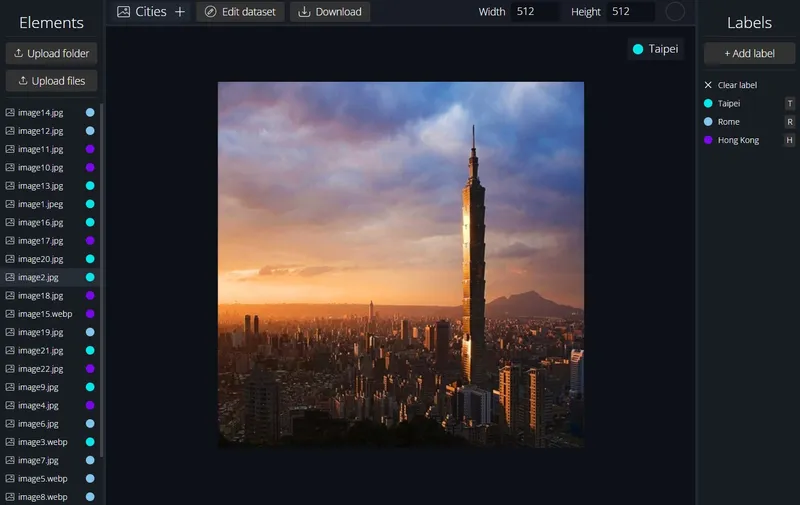 Elements
Upload folder
Upload files
image14.jpg
image12.jpg
image11.jpg
image10.jpg
image13.jpg
image1.jpeg
image16.jpg
image17.jpg
image20.jpg
image2.jpg
image18.jpg
image15.webp
image19.jpg
image21.jpg
image22.jpg
image9.jpg
image4.jpg
image6.jpg
image3.webp
image7.jpg
image5.webp
image8.webp
Cities +
Edit dataset
Download
Width 512
Height 512
Taipei
Labels
+ Add label
Clear label
Taipei T
Rome R
Hong Kong H